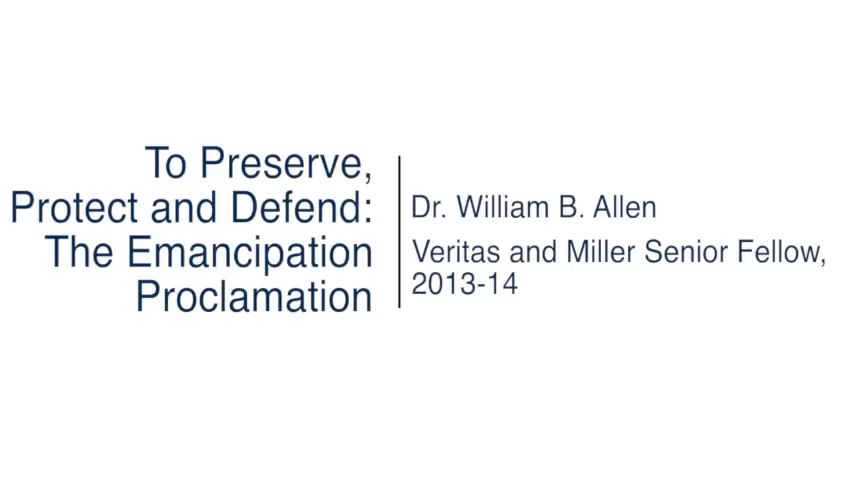 To Preserve,
Protect and Defend:
The Emancipation
Proclamation
Dr. William B. Allen
Veritas and Miller Senior Fellow,
2013-14